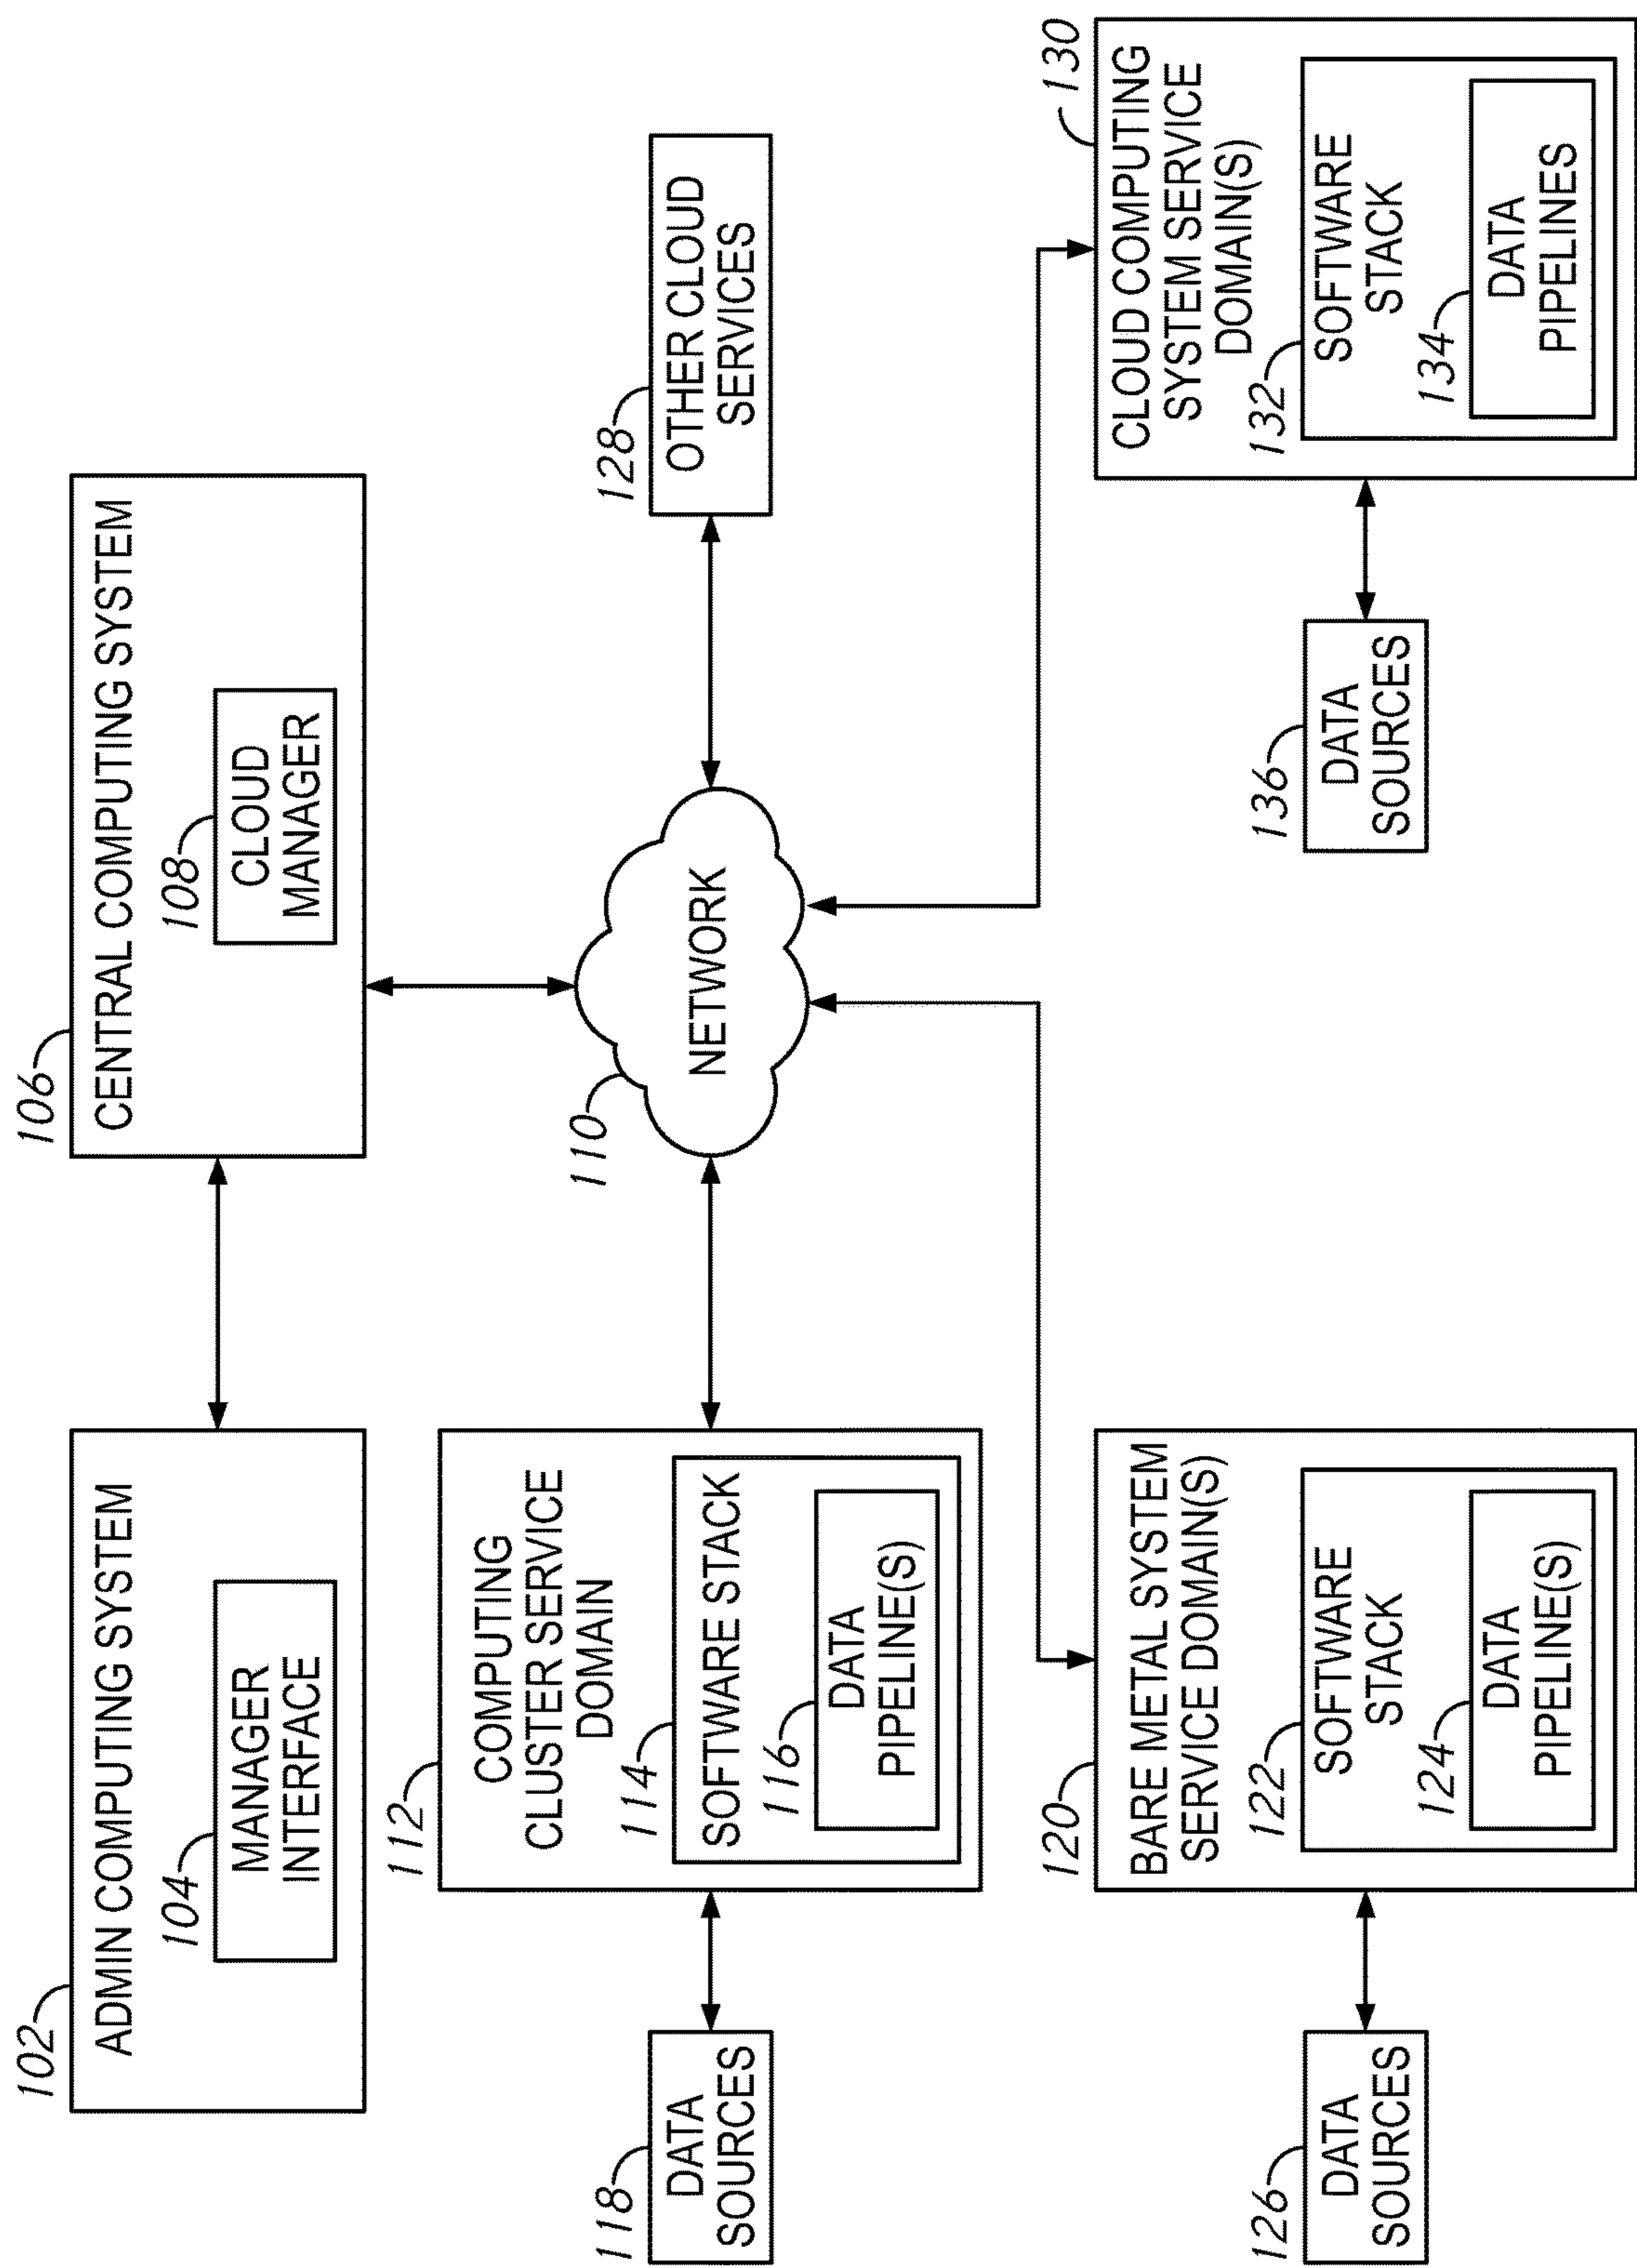 102
ADMIN COMPUTING SYSTEM
104
MANAGER
INTERFACE
106
CENTRAL COMPUTING SYSTEM
108
CLOUD
MANAGER
118
DATA
SOURCES
112
COMPUTING
CLUSTER SERVICE
DOMAIN
114
SOFTWARE STACK
116
DATA
PIPELINE(S)
110
NETWORK
128
OTHER CLOUD
SERVICES
126
DATA
SOURCES
120
BARE METAL SYSTEM
SERVICE DOMAIN(S)
122
SOFTWARE
STACK
124
DATA
PIPELINE(S)
136
DATA
SOURCES
130
CLOUD COMPUTING
SYSTEM SERVICE
DOMAIN(S)
132
SOFTWARE
STACK
134
DATA
PIPELINES